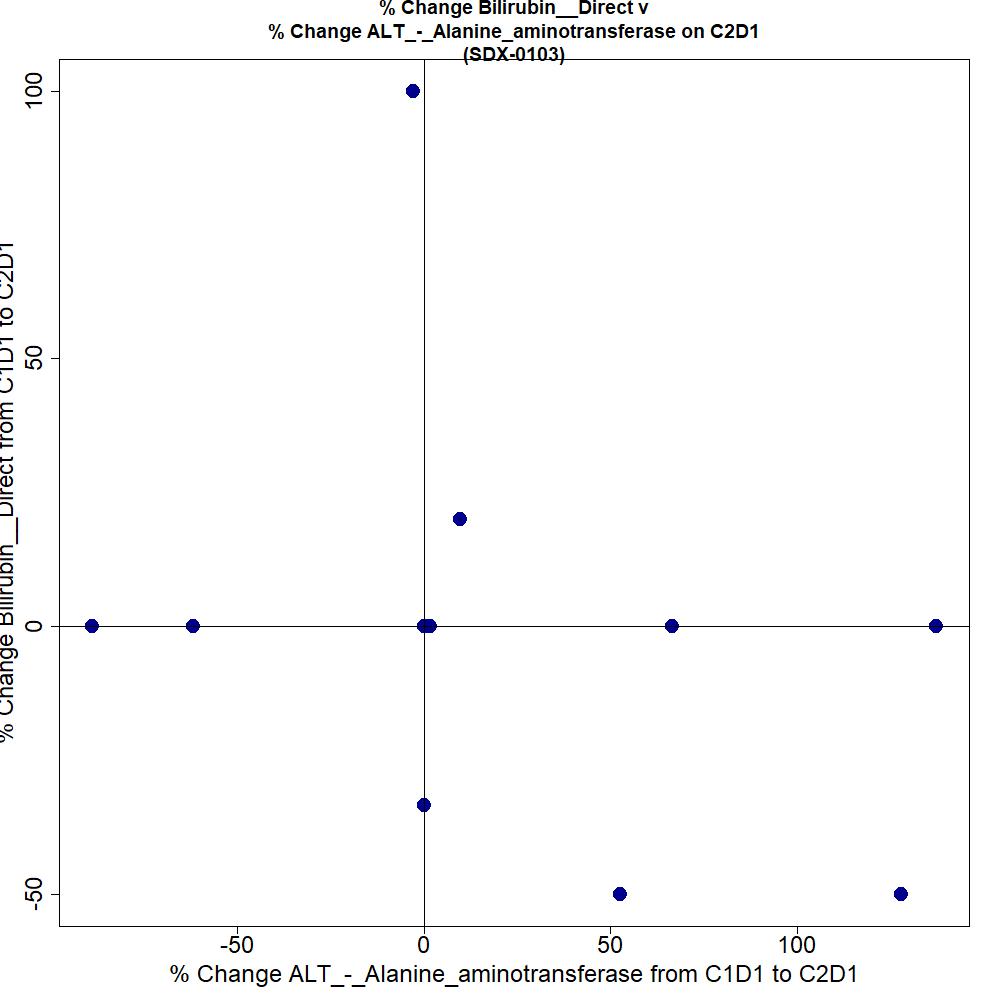 % Change Bilirubin__Direct v
% Change ALT_-_Alanine_aminotransferase on C2D1
(SDX-0103)
% Change Bilirubin__Direct from C1D1 to C2D1
100
50
0
-50
-50
0
50
100
% Change ALT_-_Alanine_aminotransferase from C1D1 to C2D1